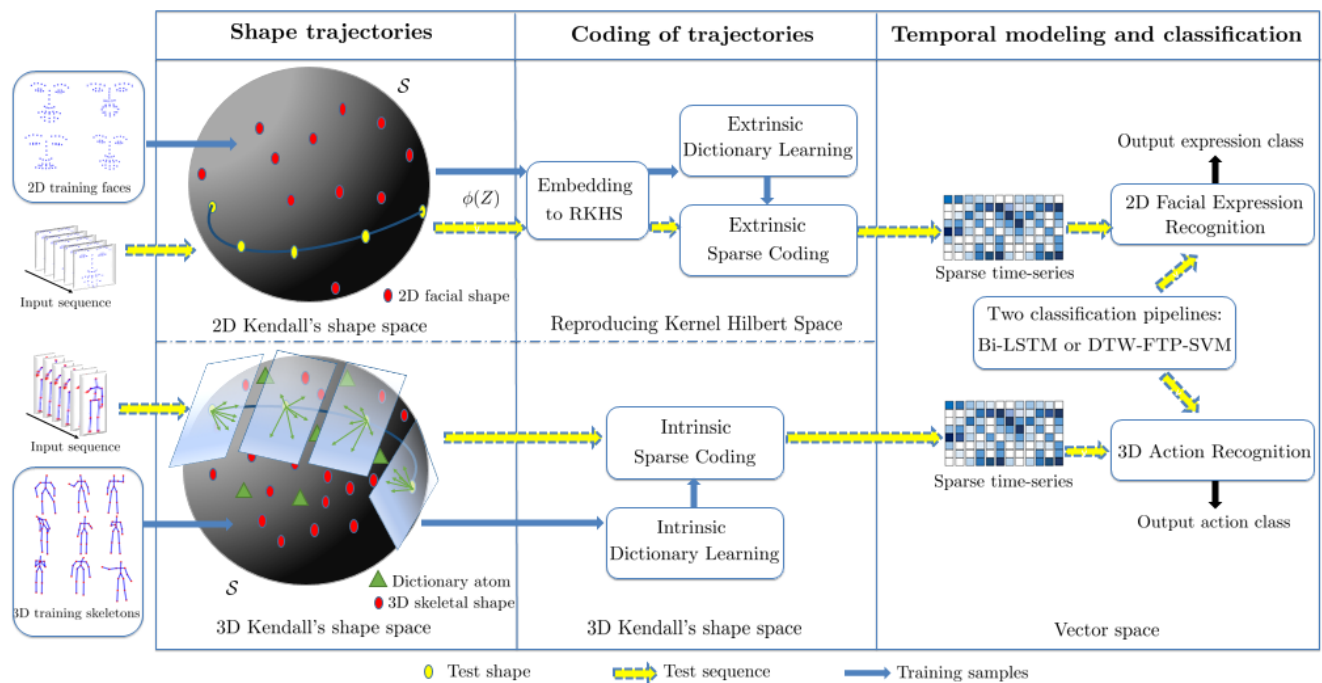 Shape trajectories
Coding of trajectories
Temporal modeling and classification
2D training faces
Input sequence
Input sequence
3D training skeletons
𝒮
2D facial shape
2D Kendall's shape space
𝒮
Dictionary atom
3D skeletal shape
3D Kendall's shape space
ϕ(Z)
Embedding
to RKHS
Extrinsic
Dictionary Learning
Extrinsic
Sparse Coding
Reproducing Kernel Hilbert Space
Intrinsic
Sparse Coding
Intrinsic
Dictionary Learning
3D Kendall's shape space
Output expression class
2D Facial Expression
Recognition
Sparse time-series
Two classification pipelines:
Bi-LSTM or DTW-FTP-SVM
Sparse time-series
3D Action Recognition
Output action class
Vector space
Test shape
Test sequence
Training samples